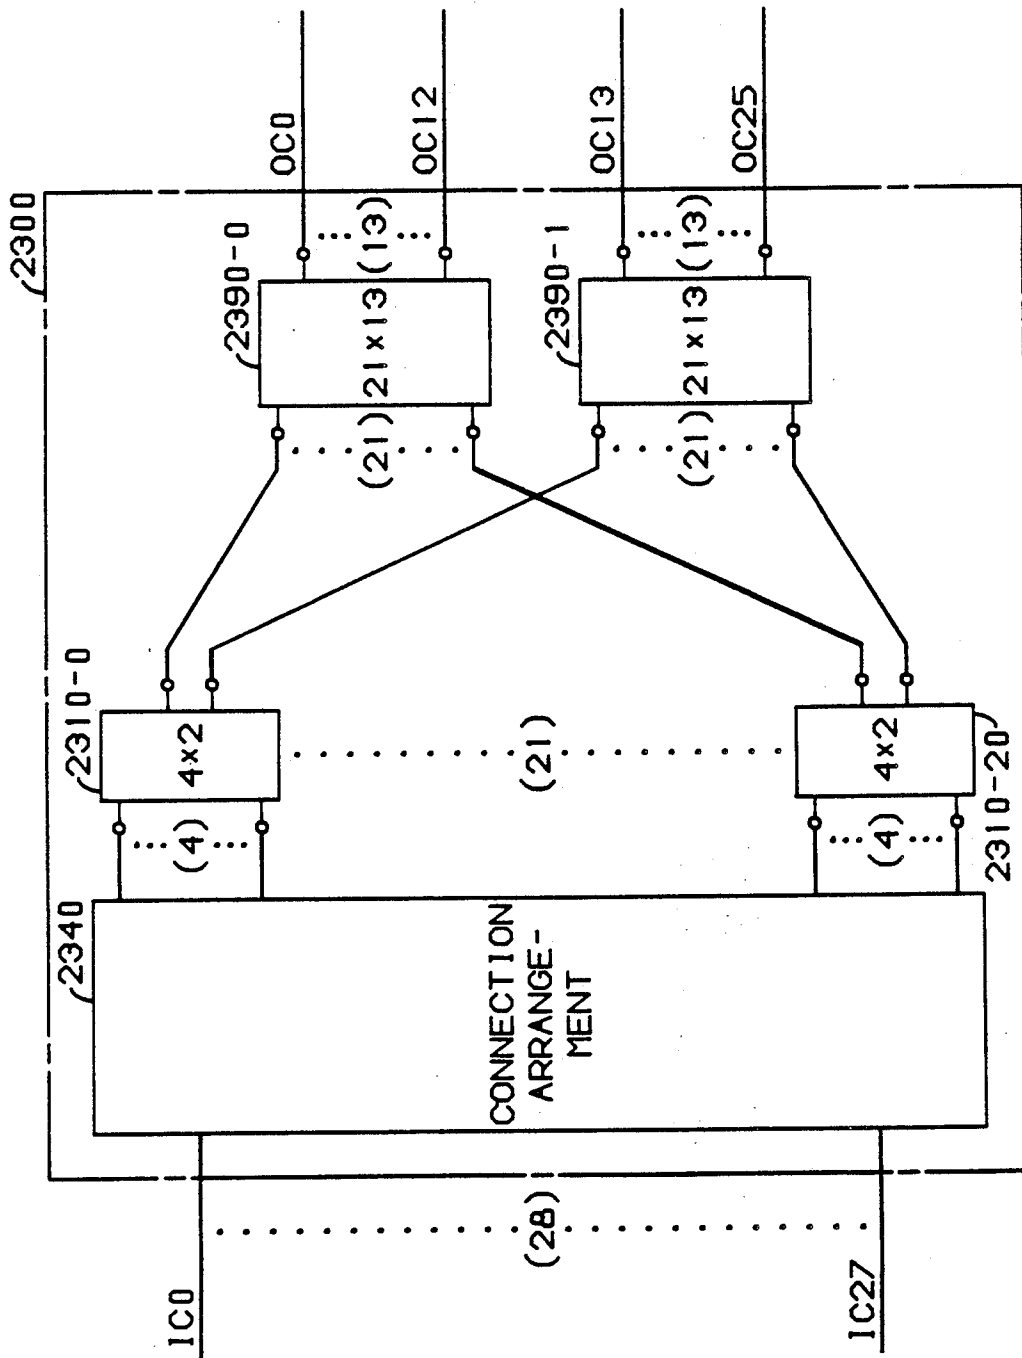 2300
2340
2310-0
2390-0
OC0
OC12
OC13
OC25
IC0
IC27
(28)
CONNECTION
ARRANGE-
MENT
(4)
4×2
(21)
(4)
4×2
2310-20
(21)
21×13
(13)
2390-1
(21)
21×13
(13)